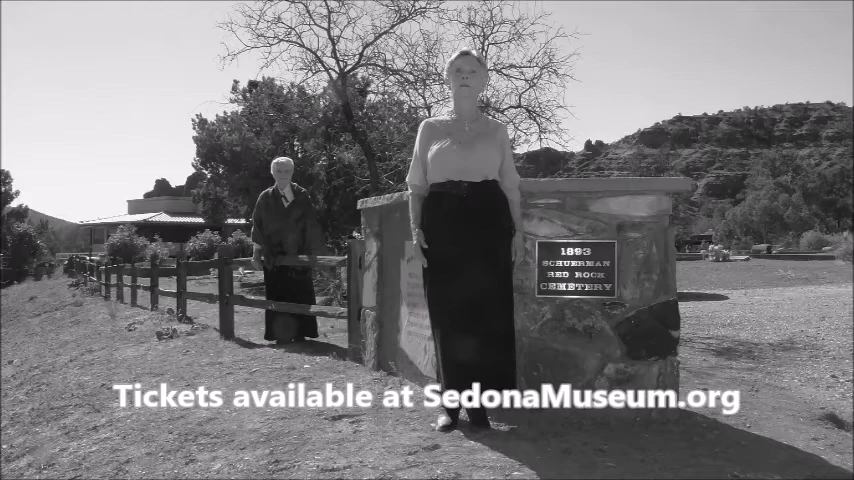 1893
SCHUERMAN
RED ROCK
CEMETERY
Tickets available at SedonaMuseum.org